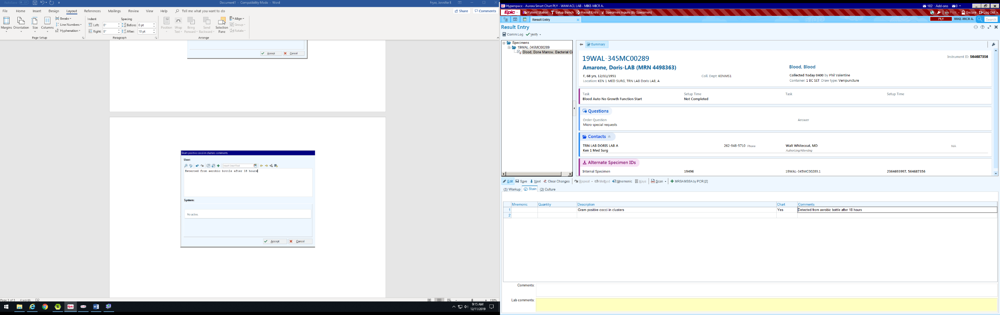 AutoSave Off
Document1 - Compatibility Mode - Word
Fryer, Jennifer E
File Home Insert Design Layout References Mailings Review View Help Tell me what you want to do
Share Comments
Margins Orientation Size Columns
Breaks
Line Numbers
Hyphenation
Page Setup
Indent Spacing
Left: 0" Before: 0 pt
Right: 0" After: 10 pt
Paragraph
Position Wrap Text Bring Forward Send Backward Selection Pane
Align
Group
Rotate
Arrange
Accept Cancel
Gram positive cocci in clusters comments
User:
Insert SmartText
Detected from aerobic bottle after 18 hours
System:
No active.
Accept Cancel
Page 3 of 3 4 words
130%
9:15 AM
12/11/2019
Hyperspace - Aurora Smart Chart PLY - WAM ACL LAB - MIKE-MICR A.
102 : Add-ons 0
Epic Patient Station Setup Bench Result Entry Specimen Inquiry (By Specimen)
Print Secure Log Out
Result Entry
PLY MIKE-MICR A. Search
Result Entry
Comm Log Verify
Specimens
19WAL-345MC00289
Blood, Bone Marrow, Bacterial C
Summary
19WAL-345MC00289
Instrument ID: 564687356
Amarone, Doris-LAB (MRN 4498363)
Blood, Blood
F, 68 yrs, 12/11/1951
Coll. Dept: KENMS1
Collected Today 0400 by Phil Valentine
Location: KEN 1 MED SURG, TRN LAB Doris LAB, A
Container: 1 BC SET Draw type: Venipuncture
Task Setup Time Task Setup Time
Blood Auto No Growth Function Start Not Completed
Questions
Order Question Answer
Micro special requests
Contacts
TRN LAB DORIS LAB A 262-948-5710 Phone Walt Whitecoat, MD N/A
Ken 1 Med Surg Authorizing/Attending
Alternate Specimen IDs
Internal Specimen 19496 19WAL-345MC00289.1 2364693997, 564687356
Edit Save Next Clear Changes Repeat Method Mnemonic Keys Scan MRSAMSSA by PCR [2]
(1) Workup (2) Stain (3) Culture
Mnemonic Quantity Description Chart Comments
1 Gram positive cocci in clusters Yes Detected from aerobic bottle after 18 hours
2
Comments:
Lab comments: